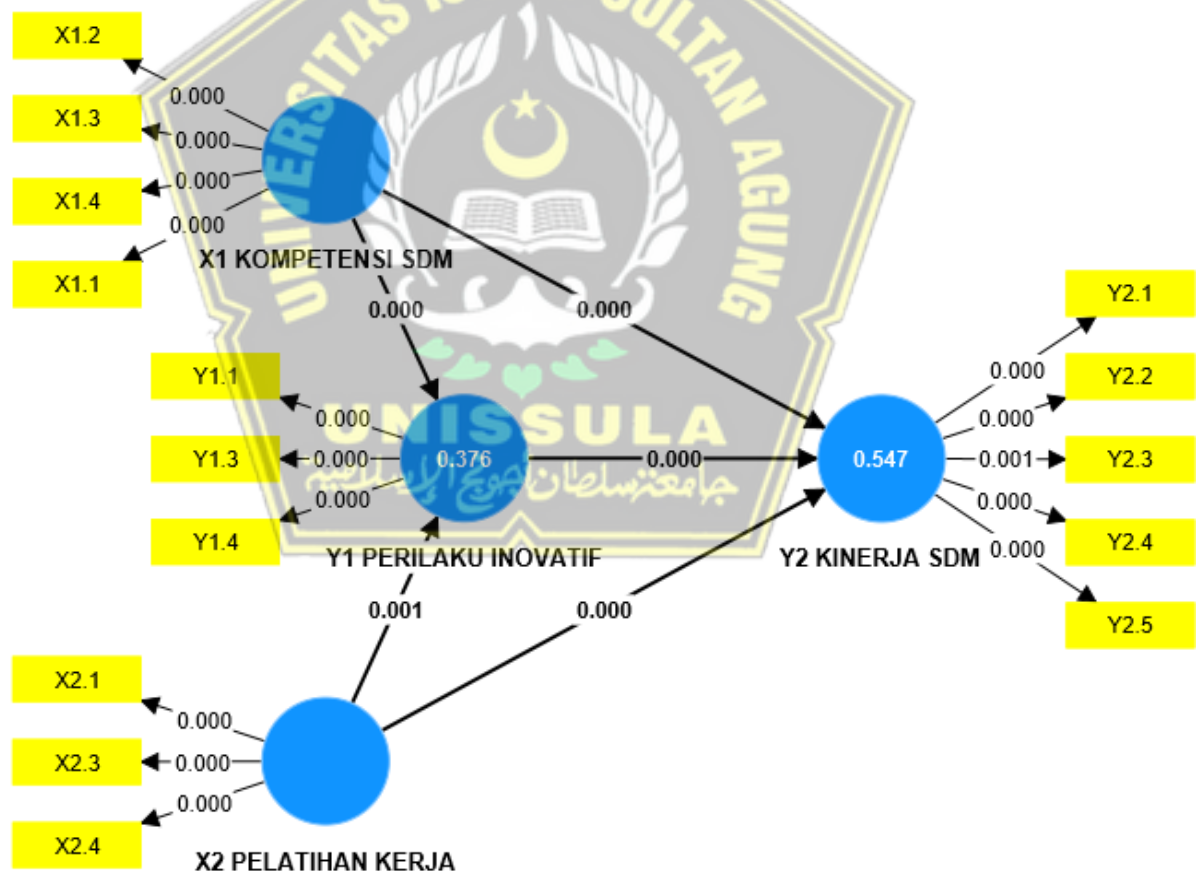 UNIVERSITAS ISLAM SULTAN AGUNG
X1.2
0.000
X1.3
0.000
X1.4
0.000
X1.1
0.000
X1 KOMPETENSI SDM
0.000
0.000
Y1.1
0.000
Y1.3
0.000
Y1.4
0.000
UNISSULA
جامعتنسلطان أجونج الإسلامية
0.376
0.000
Y1 PERILAKU INOVATIF
0.547
Y2 KINERJA SDM
Y2.1
0.000
Y2.2
0.000
Y2.3
0.001
Y2.4
0.000
Y2.5
0.000
0.001
0.000
X2.1
0.000
X2.3
0.000
X2.4
0.000
X2 PELATIHAN KERJA